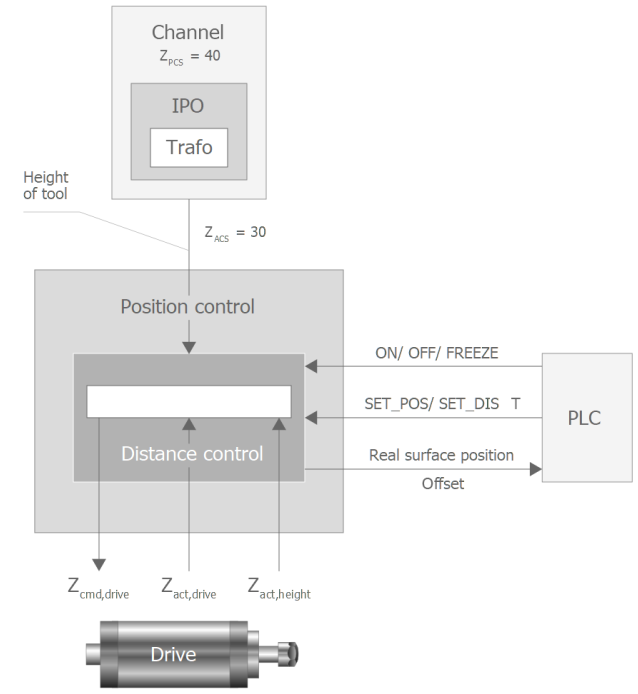 Channel
Z_PCS = 40
IPO
Trafo
Height
of tool
Z_ACS = 30
Position control
ON/ OFF/ FREEZE
SET_POS/ SET_DIS T
PLC
Distance control
Real surface position
Offset
Z_cmd,drive
Z_act,drive
Z_act,height
Drive